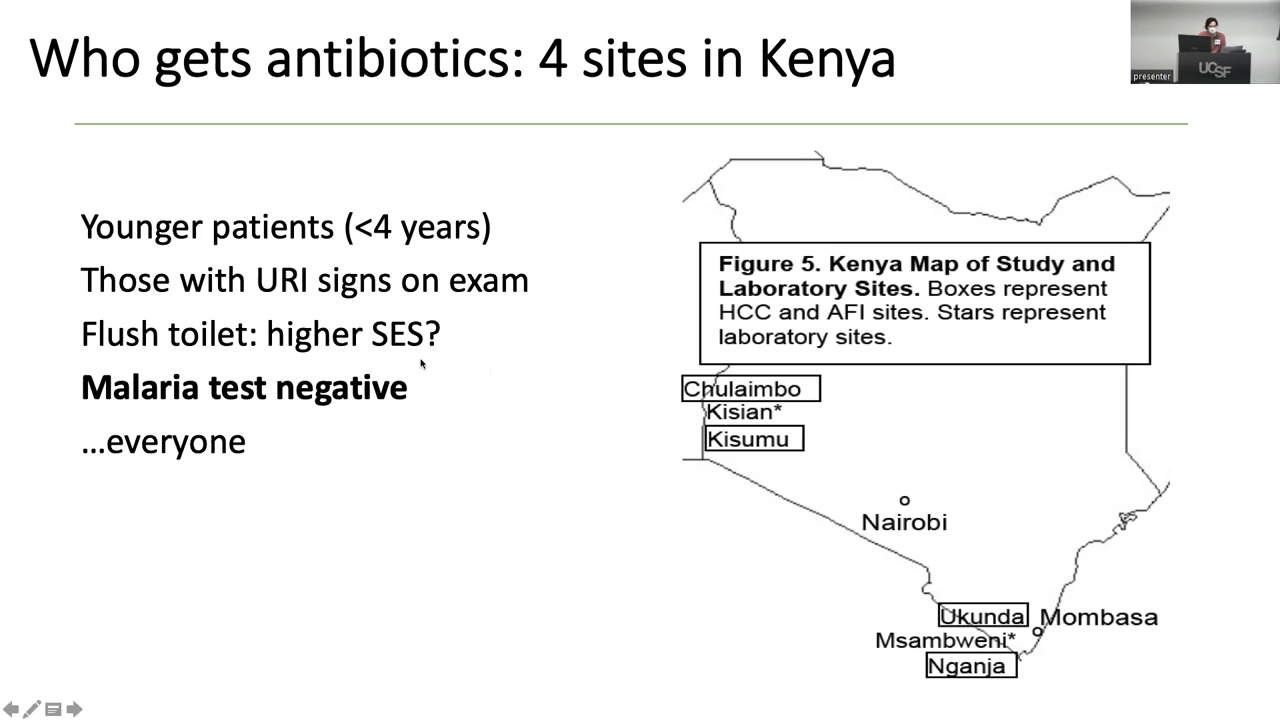 Who gets antibiotics: 4 sites in Kenya
presenter
UCSF
Younger patients (<4 years)
Those with URI signs on exam
Flush toilet: higher SES?
Malaria test negative
...everyone
Figure 5. Kenya Map of Study and
Laboratory Sites. Boxes represent
HCC and AFI sites. Stars represent
laboratory sites.
Chulaimbo
Kisian*
Kisumu
Nairobi
Ukunda
Mombasa
Msambweni*
Nganja